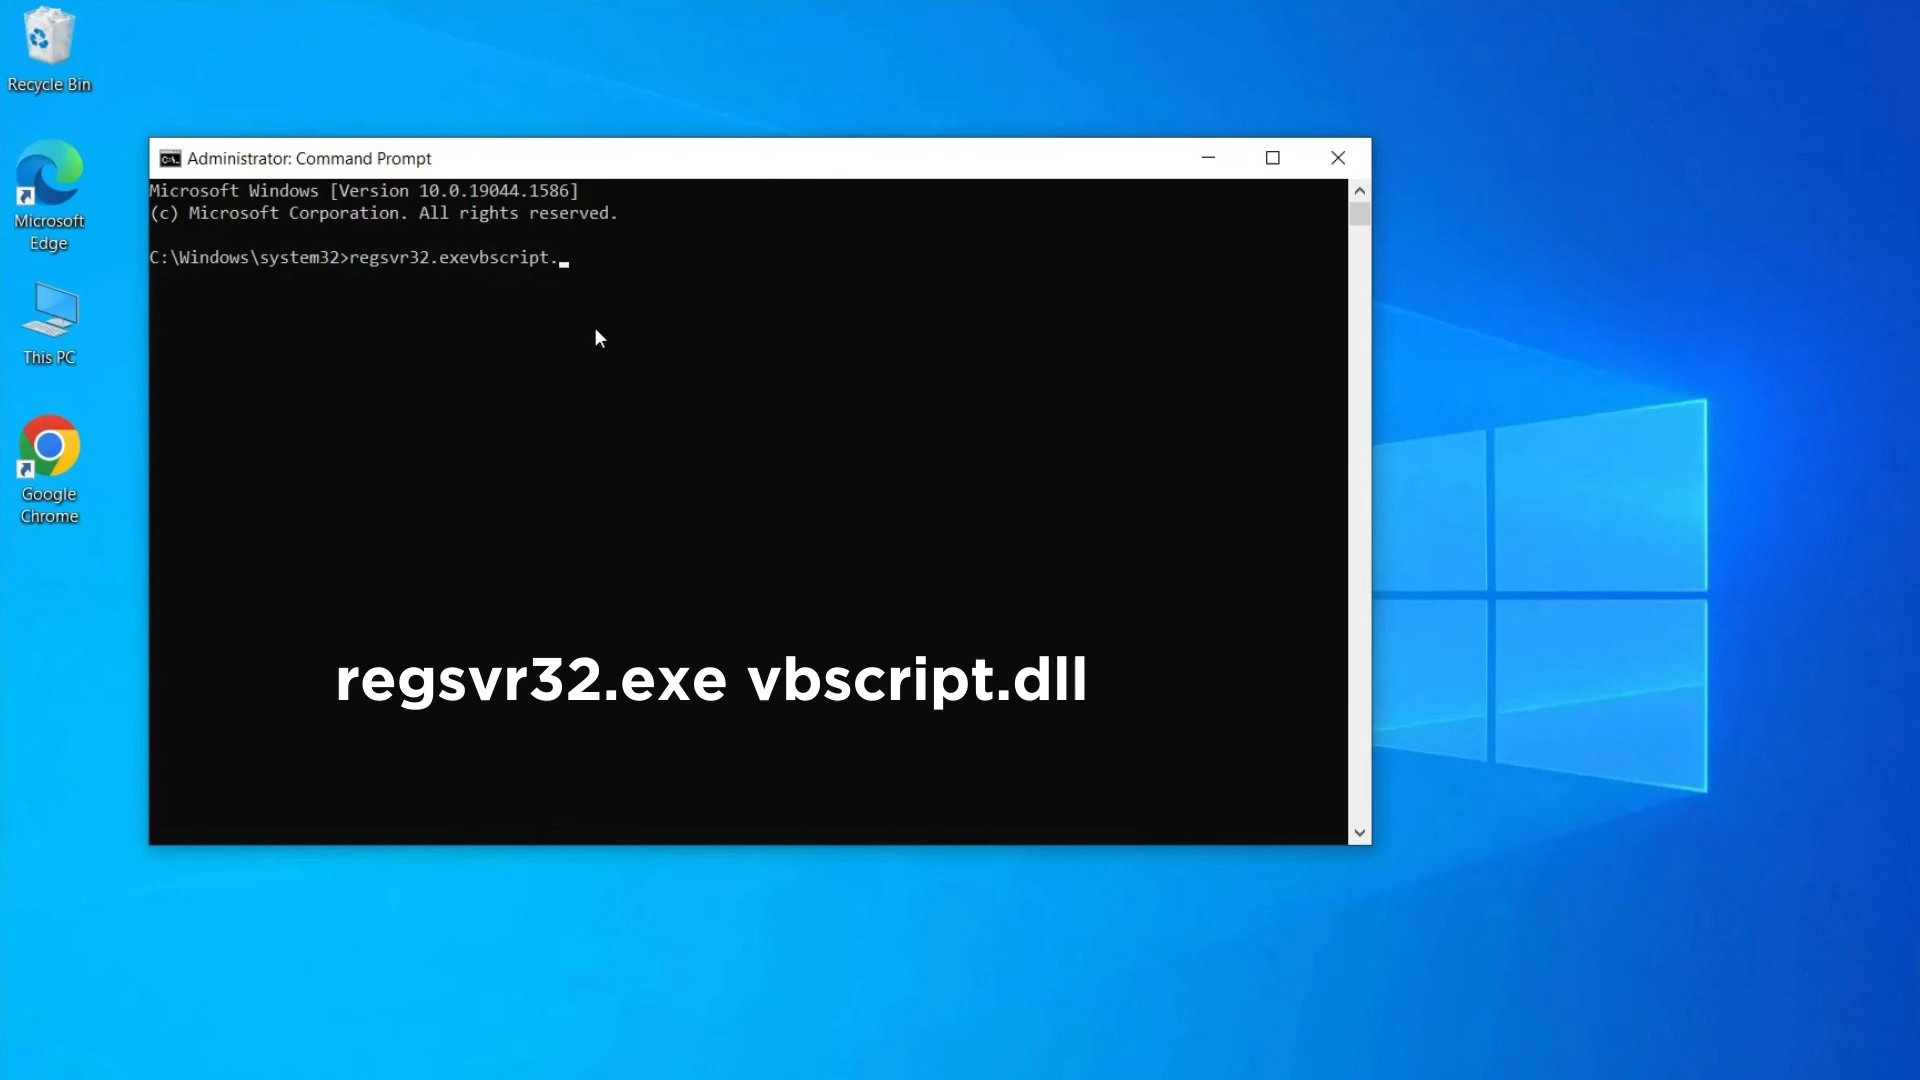 Recycle Bin
Microsoft
Edge
This PC
Google
Chrome
Administrator: Command Prompt
Microsoft Windows [Version 10.0.19044.1586]
(c) Microsoft Corporation. All rights reserved.
C:\Windows\system32>regsvr32.exevbscript._
regsvr32.exe vbscript.dll